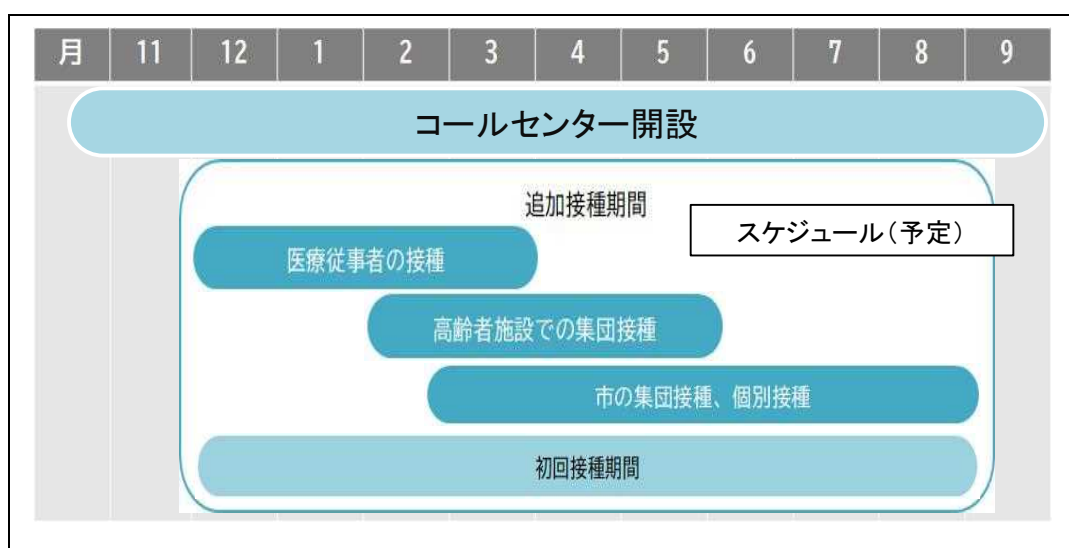 月 11 12 1 2 3 4 5 6 7 8 9
コールセンター開設
追加接種期間
スケジュール（予定）
医療従事者の接種
高齢者施設での集団接種
市の集団接種、個別接種
初回接種期間